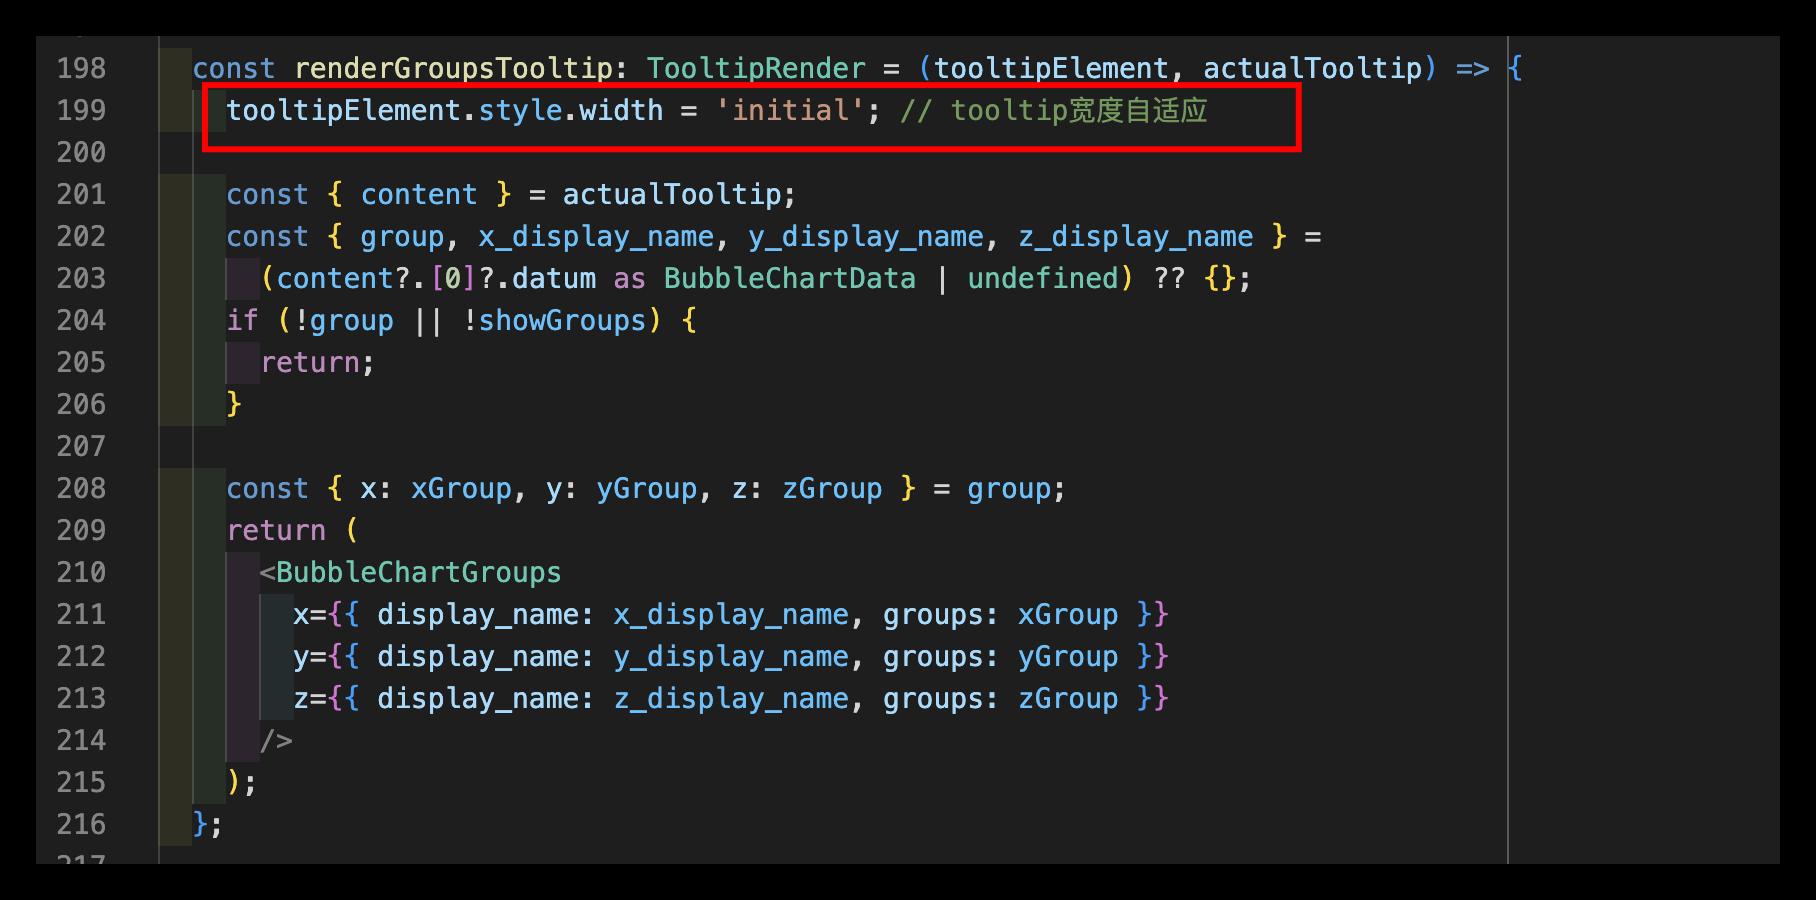 198 const renderGroupsTooltip: TooltipRender = (tooltipElement, actualTooltip) => {
199 tooltipElement.style.width = 'initial'; // tooltip宽度自适应
200
201 const { content } = actualTooltip;
202 const { group, x_display_name, y_display_name, z_display_name } =
203 (content?.[0]?.datum as BubbleChartData | undefined) ?? {};
204 if (!group || !showGroups) {
205 return;
206 }
207
208 const { x: xGroup, y: yGroup, z: zGroup } = group;
209 return (
210 <BubbleChartGroups
211 x={{ display_name: x_display_name, groups: xGroup }}
212 y={{ display_name: y_display_name, groups: yGroup }}
213 z={{ display_name: z_display_name, groups: zGroup }}
214 />
215 );
216 };
217